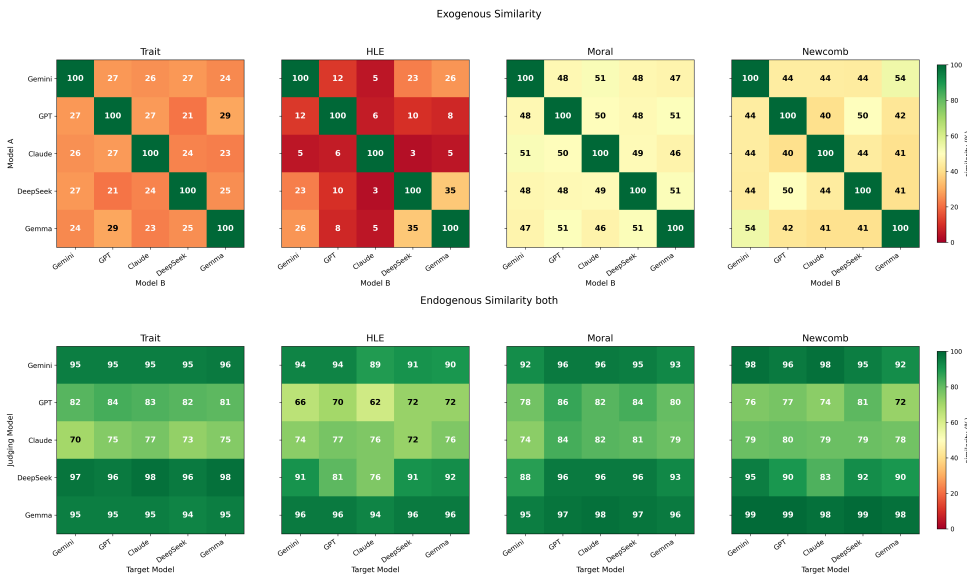 Exogenous Similarity
Trait HLE Moral Newcomb
Gemini 100 27 26 27 24 100 12 5 23 26 100 48 51 48 47 100 44 44 44 54
GPT 27 100 27 21 29 12 100 6 10 8 48 100 50 48 51 44 100 40 50 42
Claude 26 27 100 24 23 5 6 100 3 5 51 50 100 49 46 44 40 100 44 41
DeepSeek 27 21 24 100 25 23 10 3 100 35 48 48 49 100 51 44 50 44 100 41
Gemma 24 29 23 25 100 26 8 5 35 100 47 51 46 51 100 54 42 41 41 100
Model A
Gemini GPT Claude DeepSeek Gemma Gemini GPT Claude DeepSeek Gemma Gemini GPT Claude DeepSeek Gemma Gemini GPT Claude DeepSeek Gemma
Model B Model B Model B Model B
100
80
60
40
20
0
Endogenous Similarity both
Trait HLE Moral Newcomb
Gemini 95 95 95 95 96 94 94 89 91 90 92 96 96 95 93 98 96 98 95 92
GPT 82 84 83 82 81 66 70 62 72 72 78 86 82 84 80 76 77 74 81 72
Claude 70 75 77 73 75 74 77 76 72 76 74 84 82 81 79 79 80 79 79 78
DeepSeek 97 96 98 96 98 91 81 76 91 92 88 96 96 96 93 95 90 83 92 90
Gemma 95 95 95 94 95 96 96 94 96 96 95 97 98 97 96 99 99 98 99 98
Judging Model
Gemini GPT Claude DeepSeek Gemma Gemini GPT Claude DeepSeek Gemma Gemini GPT Claude DeepSeek Gemma Gemini GPT Claude DeepSeek Gemma
Target Model Target Model Target Model Target Model
100
80
60
40
20
0